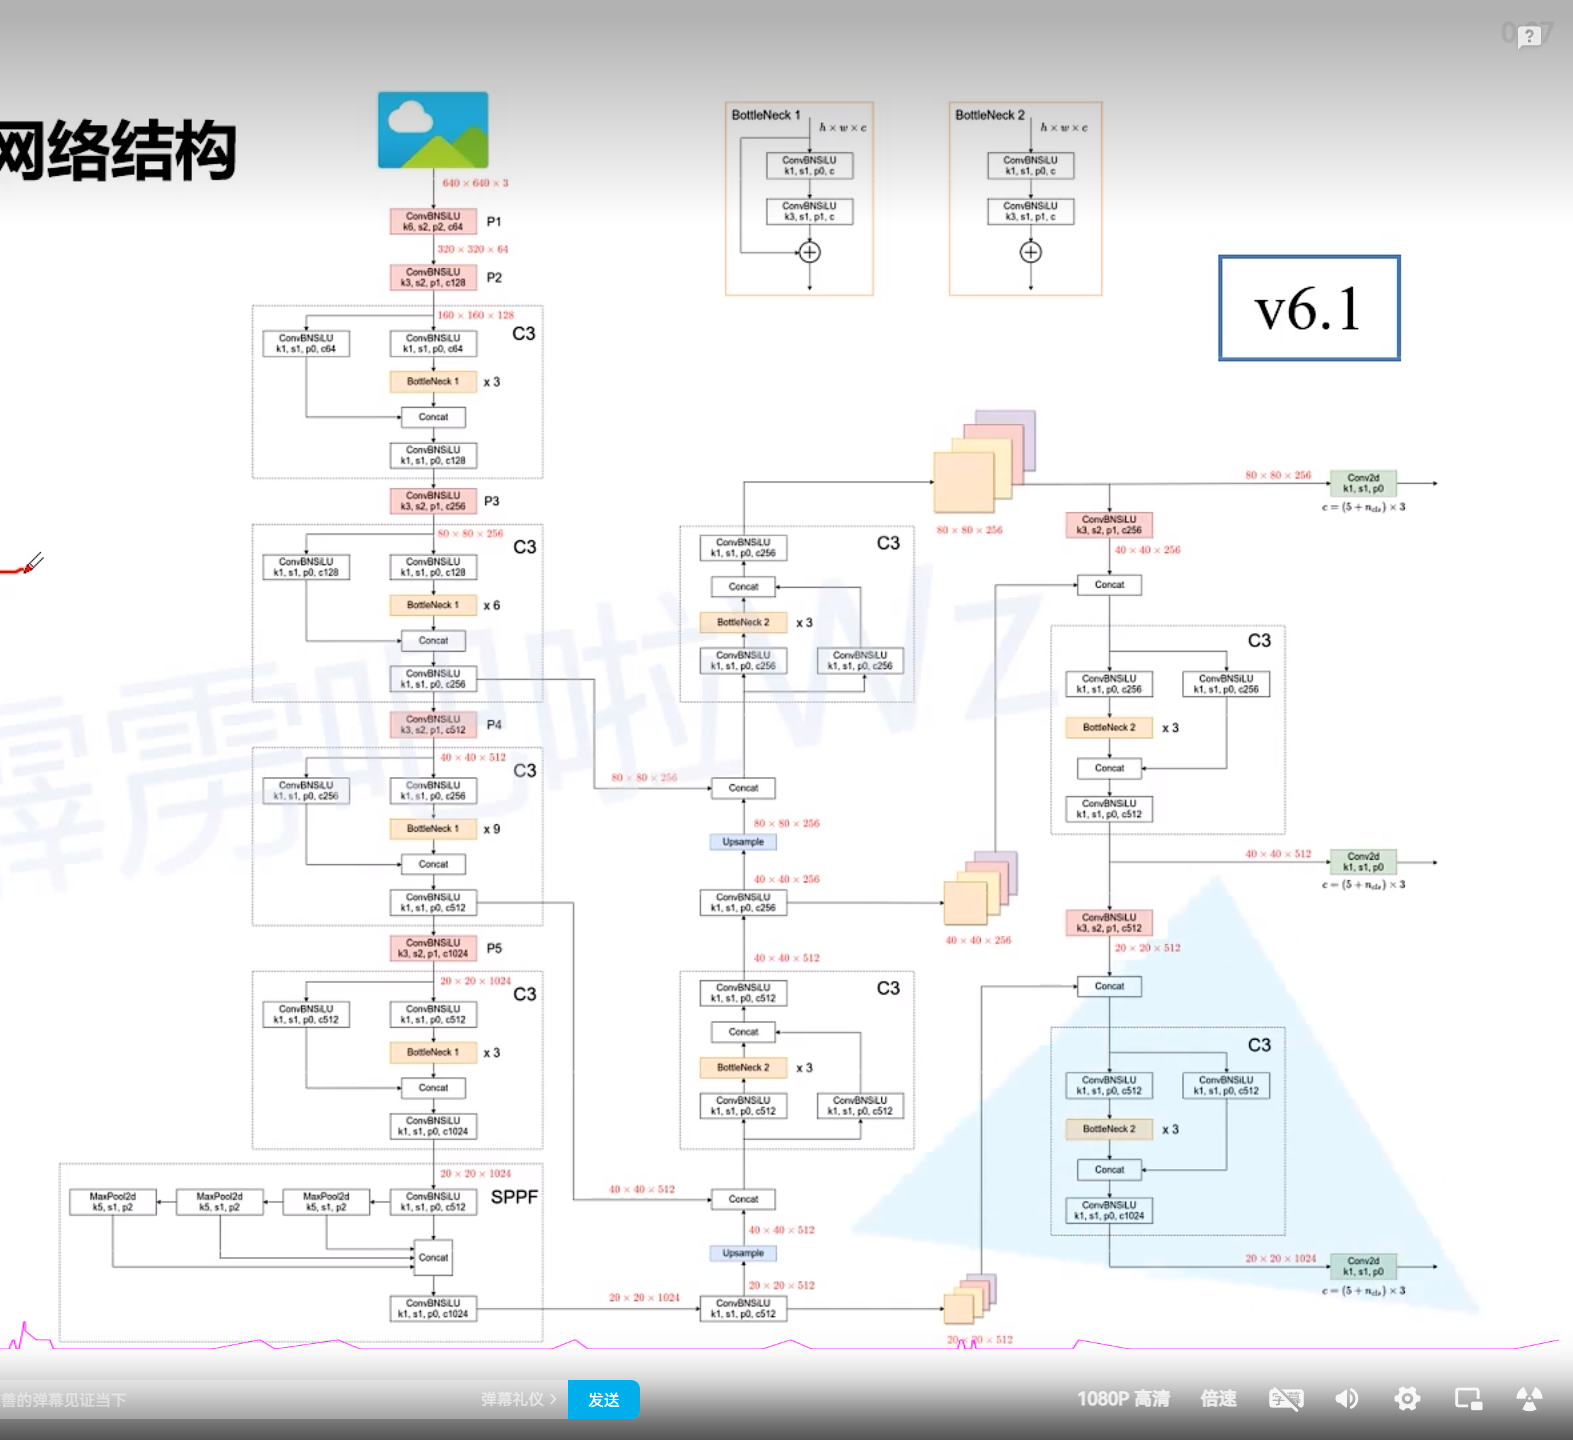 网络结构
640 × 640 × 3
ConvBNSiLU
k6, s2, p2, c64
P1
320 × 320 × 64
ConvBNSiLU
k3, s2, p1, c128
P2
160 × 160 × 128
C3
ConvBNSiLU
k1, s1, p0, c64
ConvBNSiLU
k1, s1, p0, c64
BottleNeck 1
x 3
Concat
ConvBNSiLU
k1, s1, p0, c128
ConvBNSiLU
k3, s2, p1, c256
P3
80 × 80 × 256
C3
ConvBNSiLU
k1, s1, p0, c128
ConvBNSiLU
k1, s1, p0, c128
BottleNeck 1
x 6
Concat
ConvBNSiLU
k1, s1, p0, c256
ConvBNSiLU
k3, s2, p1, c512
P4
40 × 40 × 512
C3
ConvBNSiLU
k1, s1, p0, c256
ConvBNSiLU
k1, s1, p0, c256
BottleNeck 1
x 9
Concat
ConvBNSiLU
k1, s1, p0, c512
ConvBNSiLU
k3, s2, p1, c1024
P5
20 × 20 × 1024
C3
ConvBNSiLU
k1, s1, p0, c512
ConvBNSiLU
k1, s1, p0, c512
BottleNeck 1
x 3
Concat
ConvBNSiLU
k1, s1, p0, c1024
20 × 20 × 1024
SPPF
MaxPool2d
k5, s1, p2
MaxPool2d
k5, s1, p2
MaxPool2d
k5, s1, p2
ConvBNSiLU
k1, s1, p0, c512
Concat
ConvBNSiLU
k1, s1, p0, c1024
BottleNeck 1
h × w × c
ConvBNSiLU
k1, s1, p0, c
ConvBNSiLU
k3, s1, p1, c
BottleNeck 2
h × w × c
ConvBNSiLU
k1, s1, p0, c
ConvBNSiLU
k3, s1, p1, c
v6.1
C3
ConvBNSiLU
k1, s1, p0, c256
Concat
BottleNeck 2
x 3
ConvBNSiLU
k1, s1, p0, c256
ConvBNSiLU
k1, s1, p0, c256
80 × 80 × 256
Concat
80 × 80 × 256
Upsample
40 × 40 × 256
ConvBNSiLU
k1, s1, p0, c256
40 × 40 × 512
C3
ConvBNSiLU
k1, s1, p0, c512
Concat
BottleNeck 2
x 3
ConvBNSiLU
k1, s1, p0, c512
ConvBNSiLU
k1, s1, p0, c512
40 × 40 × 512
Concat
40 × 40 × 512
Upsample
20 × 20 × 512
20 × 20 × 1024
ConvBNSiLU
k1, s1, p0, c512
80 × 80 × 256
40 × 40 × 256
20 × 20 × 512
80 × 80 × 256
Conv2d
k1, s1, p0
c = (5 + ncls) × 3
ConvBNSiLU
k3, s2, p1, c256
40 × 40 × 256
Concat
C3
ConvBNSiLU
k1, s1, p0, c256
ConvBNSiLU
k1, s1, p0, c256
BottleNeck 2
x 3
Concat
ConvBNSiLU
k1, s1, p0, c512
40 × 40 × 512
Conv2d
k1, s1, p0
c = (5 + ncls) × 3
ConvBNSiLU
k3, s2, p1, c512
20 × 20 × 512
Concat
C3
ConvBNSiLU
k1, s1, p0, c512
ConvBNSiLU
k1, s1, p0, c512
BottleNeck 2
x 3
Concat
ConvBNSiLU
k1, s1, p0, c1024
20 × 20 × 1024
Conv2d
k1, s1, p0
c = (5 + ncls) × 3
霹雳吧啦Wz
善的弹幕见证当下
弹幕礼仪
发送
1080P 高清
倍速